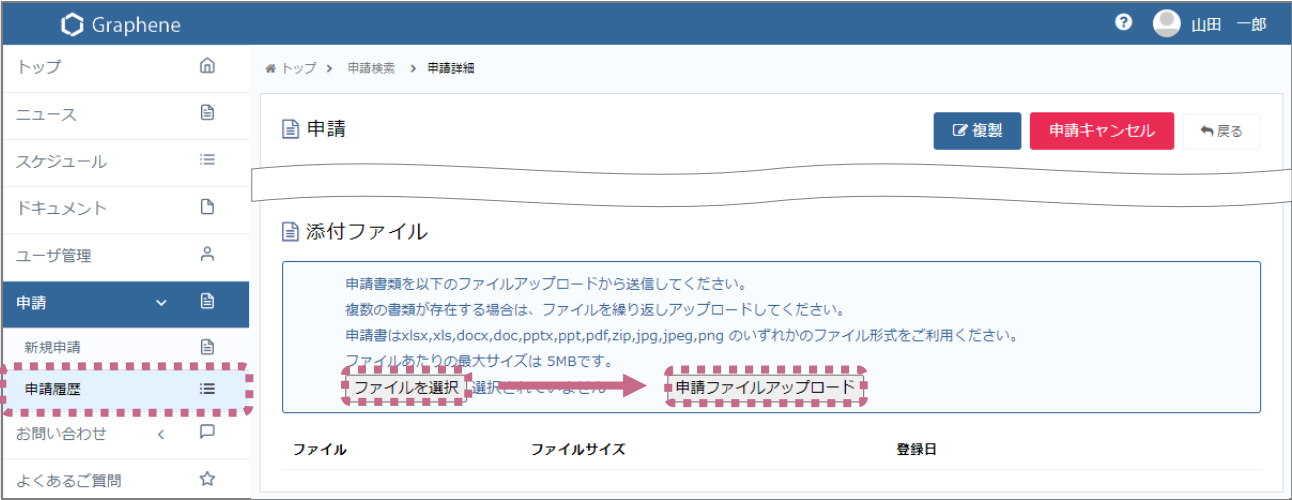 Graphene
山田 一郎
トップ
ニュース
スケジュール
ドキュメント
ユーザ管理
申請
新規申請
申請履歴
お問い合わせ
よくあるご質問
トップ > 申請検索 > 申請詳細
申請
複製
申請キャンセル
戻る
添付ファイル
申請書類を以下のファイルアップロードから送信してください。
複数の書類が存在する場合は、ファイルを繰り返しアップロードしてください。
申請書はxlsx,xls,docx,doc,pptx,ppt,pdf,zip,jpg,jpeg,png のいずれかのファイル形式をご利用ください。
ファイルあたりの最大サイズは 5MBです。
ファイルを選択 選択されていません 申請ファイルアップロード
ファイル ファイルサイズ 登録日